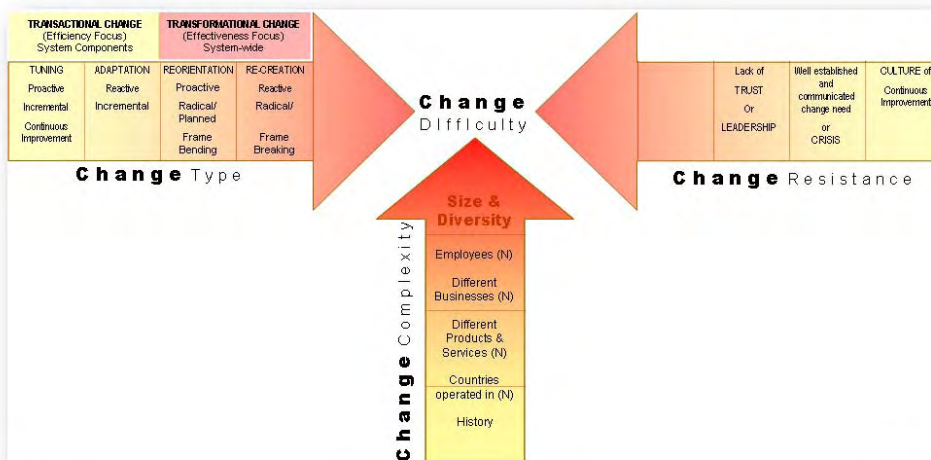 TRANSACTIONAL CHANGE
(Efficiency Focus)
System Components
TRANSFORMATIONAL CHANGE
(Effectiveness Focus)
System-wide
TUNING
Proactive
Incremental
Continuous
Improvement
ADAPTATION
Reactive
Incremental
REORIENTATION
Proactive
Radical/
Planned
Frame
Bending
RE-CREATION
Reactive
Radical/
Frame
Breaking
Change Type
Change
Difficulty
Lack of
TRUST
Or
LEADERSHIP
Well established
and
communicated
change need
or
CRISIS
CULTURE of
Continuous
Improvement
Change Resistance
Change Complexity
Size &
Diversity
Employees (N)
Different
Businesses (N)
Different
Products &
Services (N)
Countries
operated in (N)
History